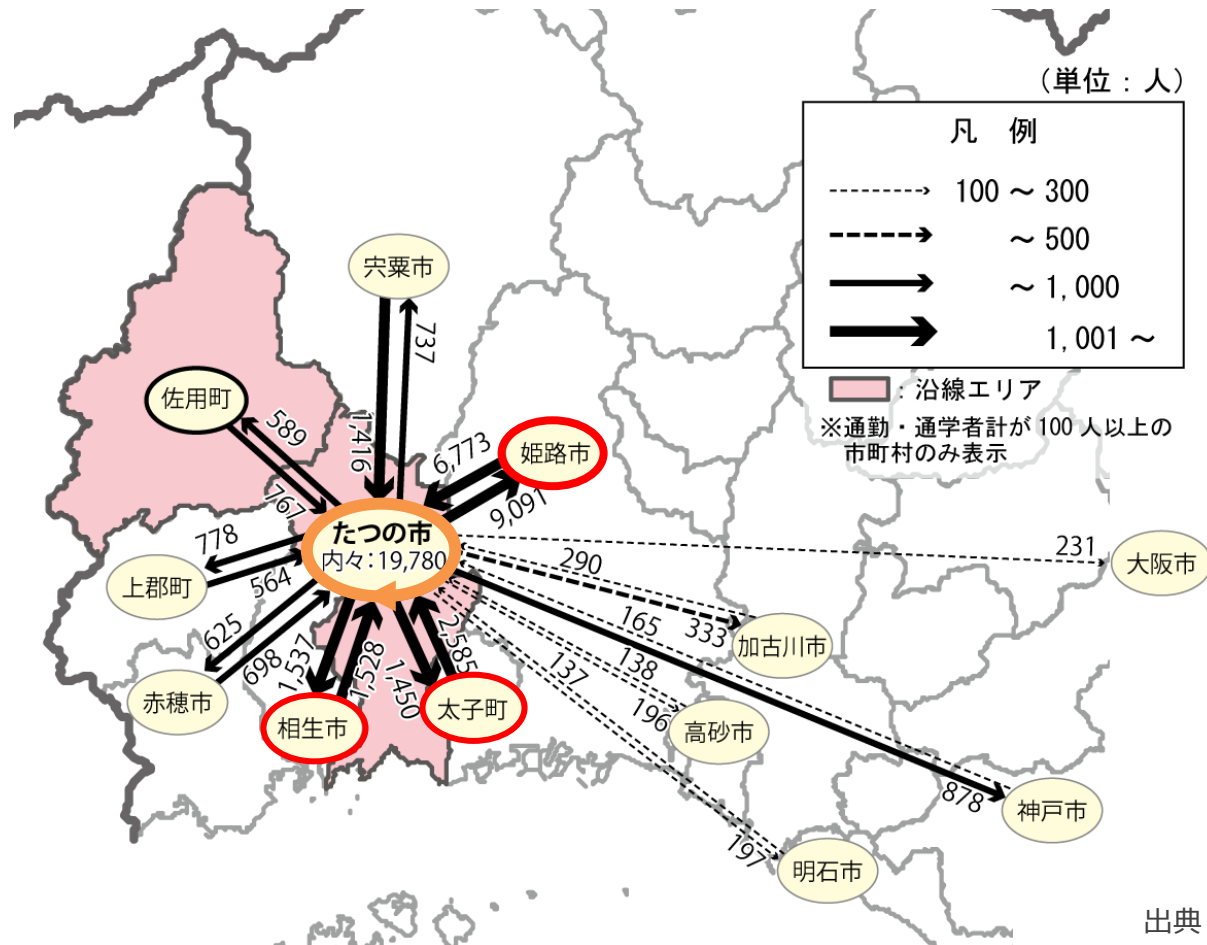 （単位：人）
凡 例
100 ～ 300
～ 500
～ 1,000
1,001 ～
：沿線エリア
※通勤・通学者計が 100 人以上の
市町村のみ表示
宍粟市
737
1,416
佐用町
589
767
姫路市
6,773
9,091
たつの市
内々：19,780
778
上郡町
564
625
赤穂市
698
1,537
1,528
相生市
1,450
2,585
太子町
231
大阪市
290
333
加古川市
165
878
神戸市
138
196
高砂市
137
197
明石市
出典